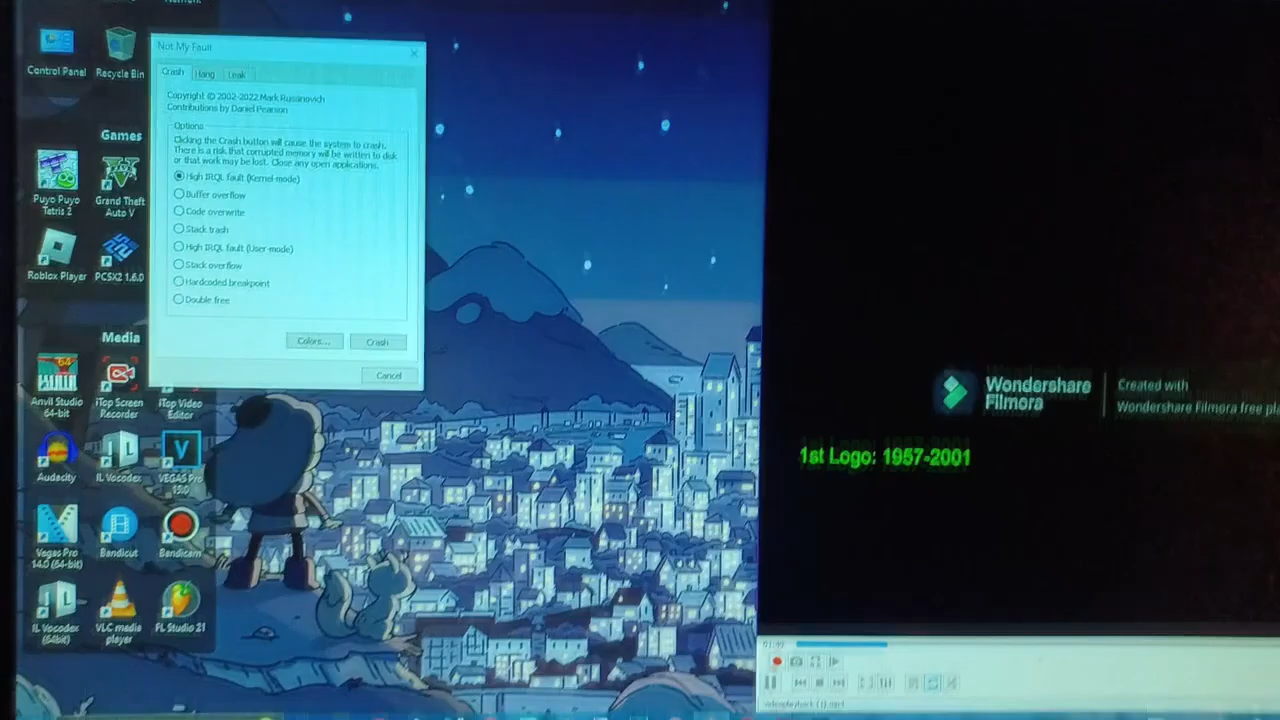 Control Panel
Recycle Bin
Games
Puyo Puyo
Tetris 2
Grand Theft
Auto V
Roblox Player
PCSX2 1.6.0
Media
Anvil Studio
64-bit
iTop Screen
Recorder
iTop Video
Editor
Audacity
IL Vocodex
VEGAS Pro
Vegas Pro
14.0 (64-bit)
Bandicut
Bandicam
IL Vocodex
(64bit)
VLC media
player
FL Studio 21
Not My Fault
Crash
Hang
Leak
Copyright © 2002-2022 Mark Russinovich
Contributions by Daniel Pearson
Options
Clicking the Crash button will cause the system to crash.
There is a risk that corrupted memory will be written to disk
or that work may be lost. Close any open applications.
High IRQL fault (Kernel-mode)
Buffer overflow
Code overwrite
Stack trash
High IRQL fault (User-mode)
Stack overflow
Hardcoded breakpoint
Double free
Colors...
Crash
Cancel
Wondershare
Filmora
Created with
Wondershare Filmora free pl
1st Logo: 1957-2001